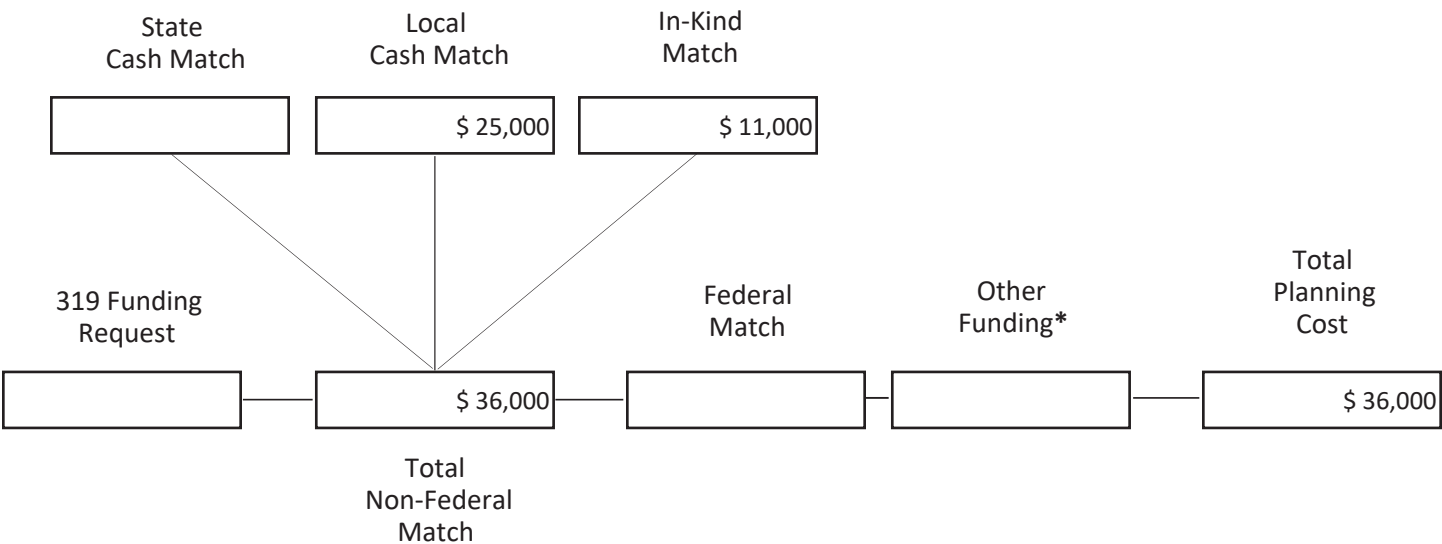 State
Cash Match
Local
Cash Match
In-Kind
Match
$ 25,000
$ 11,000
319 Funding
Request
Federal
Match
Other
Funding*
Total
Planning
Cost
$ 36,000
$ 36,000
Total
Non-Federal
Match